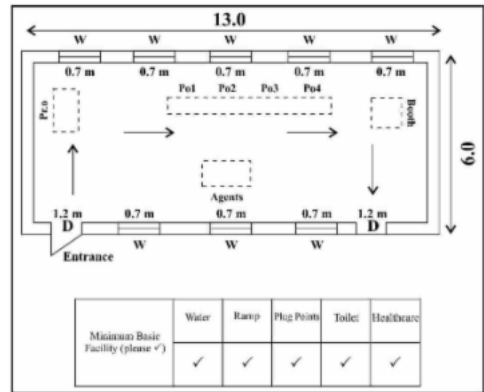 13.0
W W W W W
0.7 m 0.7 m 0.7 m 0.7 m 0.7 m
Po1 Po2 Po3 Po4
Pr.o
Booth
6.0
Agents
1.2 m 0.7 m 0.7 m 0.7 m 1.2 m
D D
W W W
Entrance
Water Ramp Plug Points Toilet Healthcare
Minimum Basic
Facility (please ✓)
✓ ✓ ✓ ✓ ✓